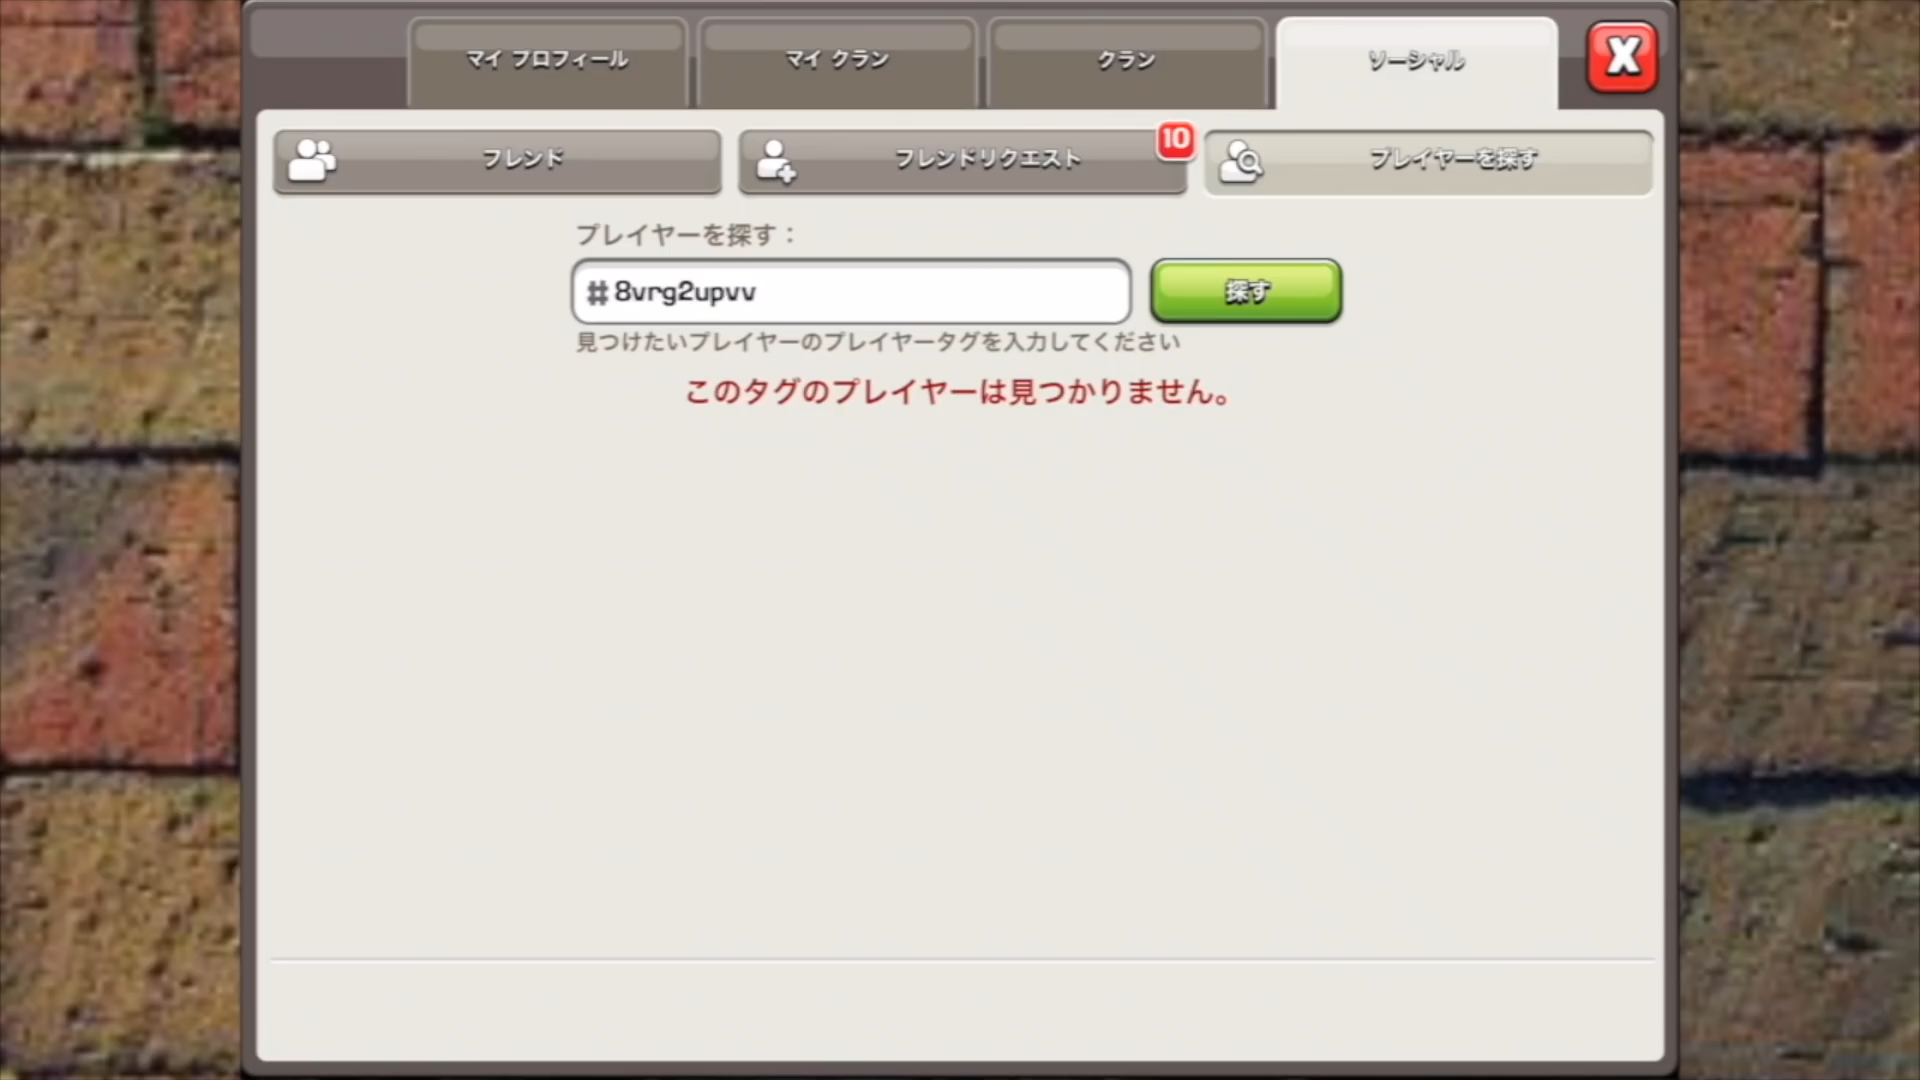 マイ プロフィール
マイ クラン
クラン
ソーシャル
X
フレンド
フレンドリクエスト
10
プレイヤーを探す
プレイヤーを探す：
#8vrg2upvv
探す
見つけたいプレイヤーのプレイヤータグを入力してください
このタグのプレイヤーは見つかりません。